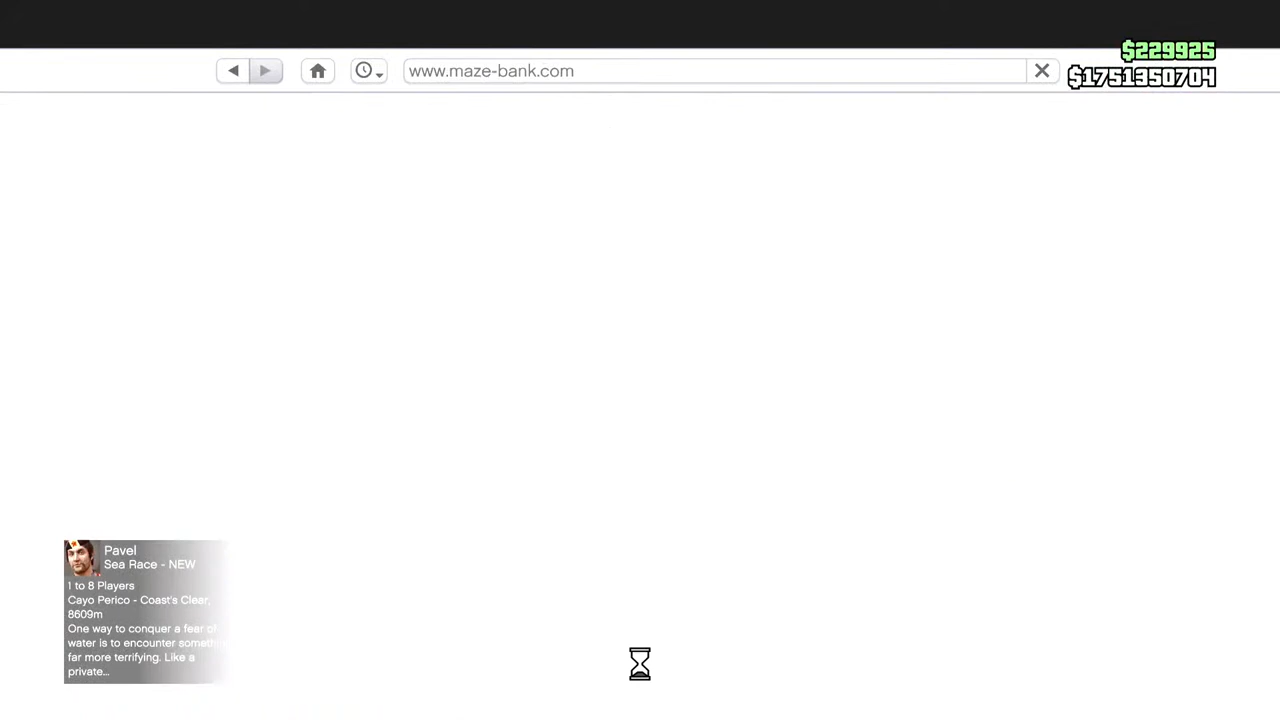 $229925
www.maze-bank.com
$1751350704
Pavel
Sea Race - NEW
1 to 8 Players
Cayo Perico - Coast's Clear,
8609m
One way to conquer a fear of
water is to encounter something
far more terrifying. Like a
private...